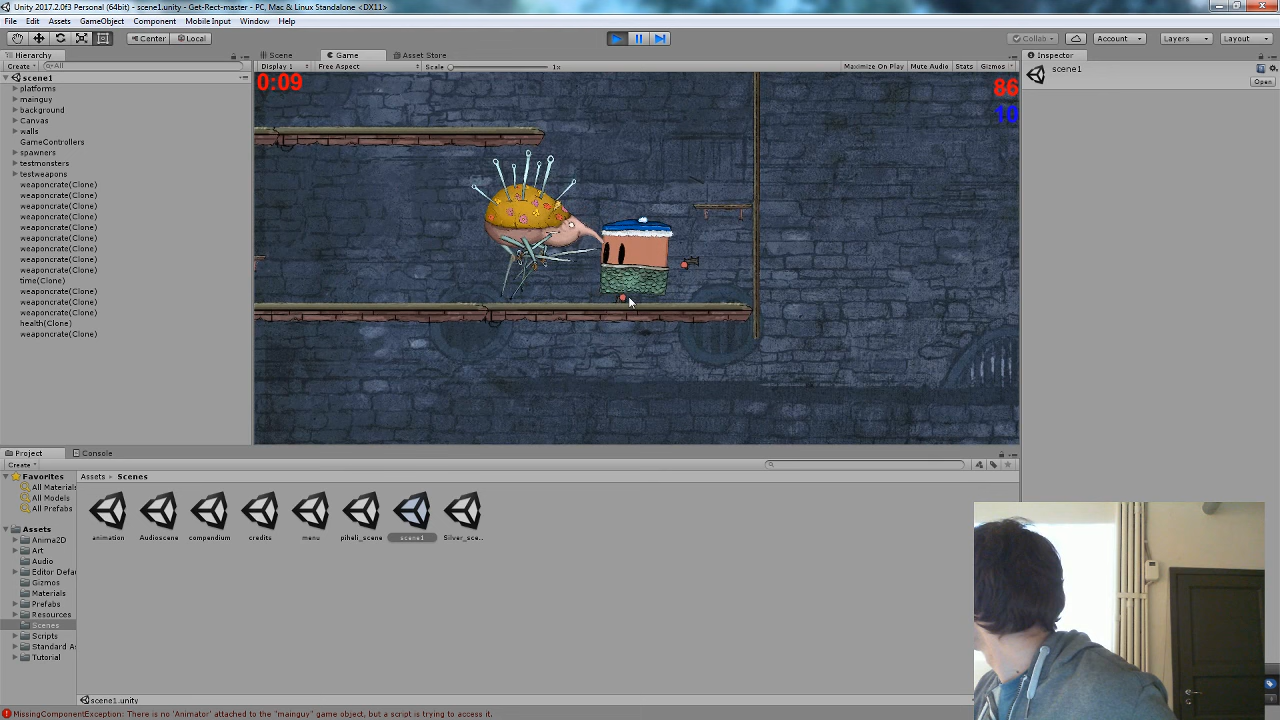 Unity 2017.2.0f3 Personal (64bit) - scene1.unity - Get-Rect-master - PC, Mac & Linux Standalone <DX11>
File Edit Assets GameObject Component Mobile Input Window Help
Center Local Collab Account Layers Layout
Hierarchy Scene Game Asset Store Inspector
Create All Display 1 Free Aspect Scale 1x Maximize On Play Mute Audio Stats Gizmos
scene1 scene1
Open
0:09 86
10
platforms
mainguy
background
Canvas
walls
GameControllers
spawners
testmonsters
testweapons
weaponcrate(Clone)
weaponcrate(Clone)
weaponcrate(Clone)
weaponcrate(Clone)
weaponcrate(Clone)
weaponcrate(Clone)
weaponcrate(Clone)
weaponcrate(Clone)
weaponcrate(Clone)
time(Clone)
weaponcrate(Clone)
weaponcrate(Clone)
weaponcrate(Clone)
health(Clone)
weaponcrate(Clone)
Project Console
Create
Favorites
All Materials
All Models
All Prefabs
Assets
Anima2D
Art
Audio
Editor Defa
Gizmos
Materials
Prefabs
Resources
Scenes
Scripts
Standard As
Tutorial
Assets Scenes
animation Audioscene compendium credits menu piheli_scene scene1 Silver_sce...
scene1.unity
MissingComponentException: There is no 'Animator' attached to the "mainguy" game object, but a script is trying to access it.